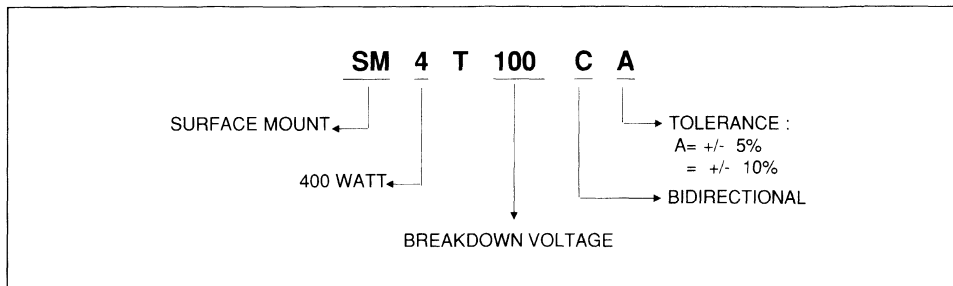 SM 4 T 100 C A
SURFACE MOUNT
TOLERANCE :
A= +/- 5%
= +/- 10%
400 WATT
BIDIRECTIONAL
BREAKDOWN VOLTAGE